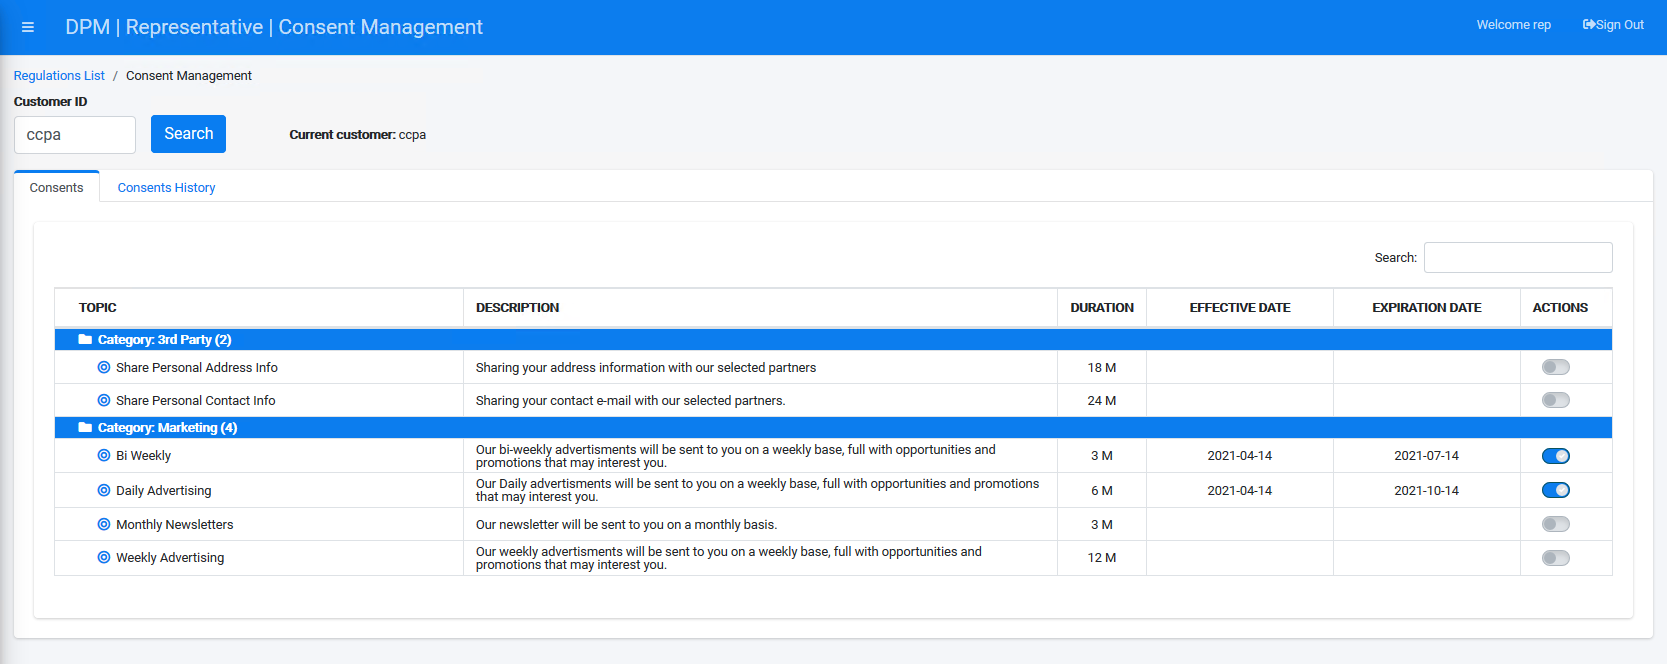 DPM | Representative | Consent Management
Welcome rep
Sign Out
Regulations List / Consent Management
Customer ID
ccpa
Search
Current customer: ccpa
Consents
Consents History
Search:
TOPIC DESCRIPTION DURATION EFFECTIVE DATE EXPIRATION DATE ACTIONS
Category: 3rd Party (2)
Share Personal Address Info Sharing your address information with our selected partners 18 M
Share Personal Contact Info Sharing your contact e-mail with our selected partners. 24 M
Category: Marketing (4)
Bi Weekly Our bi-weekly advertisments will be sent to you on a weekly base, full with opportunities and
promotions that may interest you. 3 M 2021-04-14 2021-07-14
Daily Advertising Our Daily advertisments will be sent to you on a weekly base, full with opportunities and promotions
that may interest you. 6 M 2021-04-14 2021-10-14
Monthly Newsletters Our newsletter will be sent to you on a monthly basis. 3 M
Weekly Advertising Our weekly advertisments will be sent to you on a weekly base, full with opportunities and
promotions that may interest you. 12 M